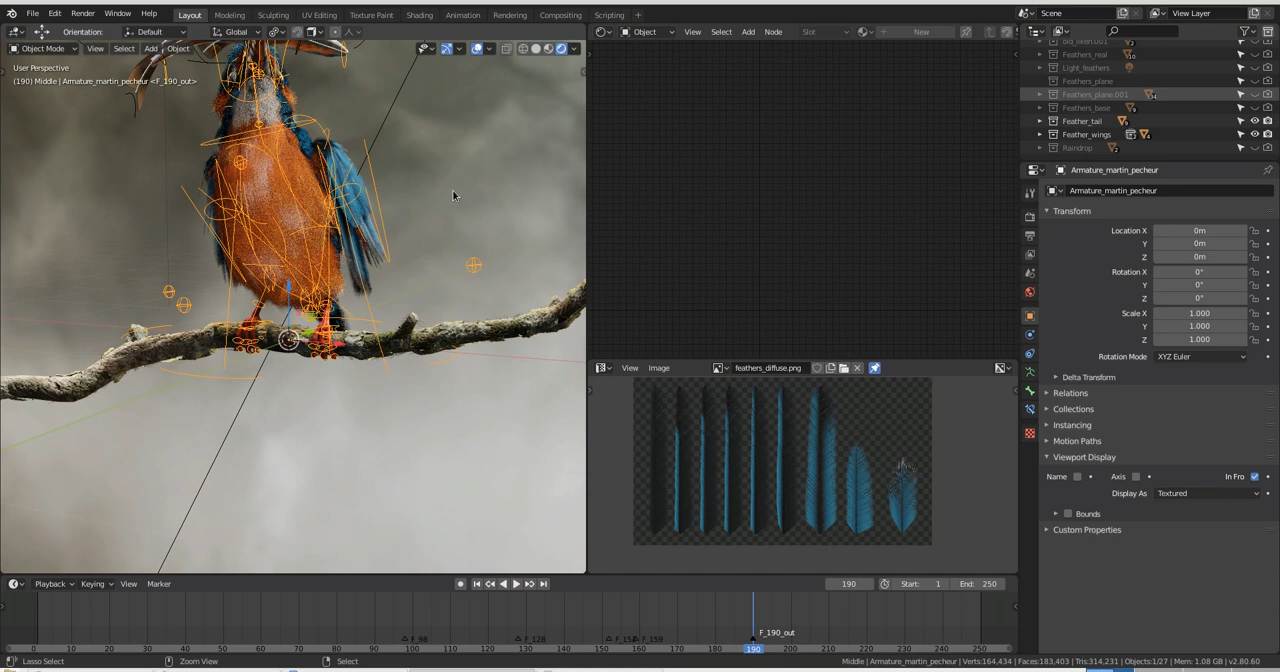 File Edit Render Window Help Layout Modeling Sculpting UV Editing Texture Paint Shading Animation Rendering Compositing Scripting + Scene View Layer
Orientation: Default Global Object View Select Add Node Slot New
Object Mode View Select Add Object
User Perspective
(190) Middle | Armature_martin_pecheur <F_190_out>
Feathers_real
Light_feathers
Feathers_plane
Feathers_plane.001
Feathers_base
Feather_tail
Feather_wings
Raindrop
Armature_martin_pecheur
Armature_martin_pecheur
Transform
Location X 0m
Y 0m
Z 0m
Rotation X 0°
Y 0°
Z 0°
Scale X 1.000
Y 1.000
Z 1.000
Rotation Mode XYZ Euler
Delta Transform
Relations
Collections
Instancing
Motion Paths
Viewport Display
Name Axis In Fro
Display As Textured
Bounds
Custom Properties
View Image feathers_diffuse.png
Playback Keying View Marker 190 Start: 1 End: 250
F_190_out
F_98 F_128 F_159
0 10 20 30 40 50 60 70 80 90 100 110 120 130 140 150 160 170 180 190 200 210 220 230 240 250
Lasso Select Zoom View Select Middle | Armature_martin_pecheur | Verts:164,434 | Faces:183,403 | Tris:314,231 | Objects:1/27 | Mem: 1.08 GB | v2.80.60